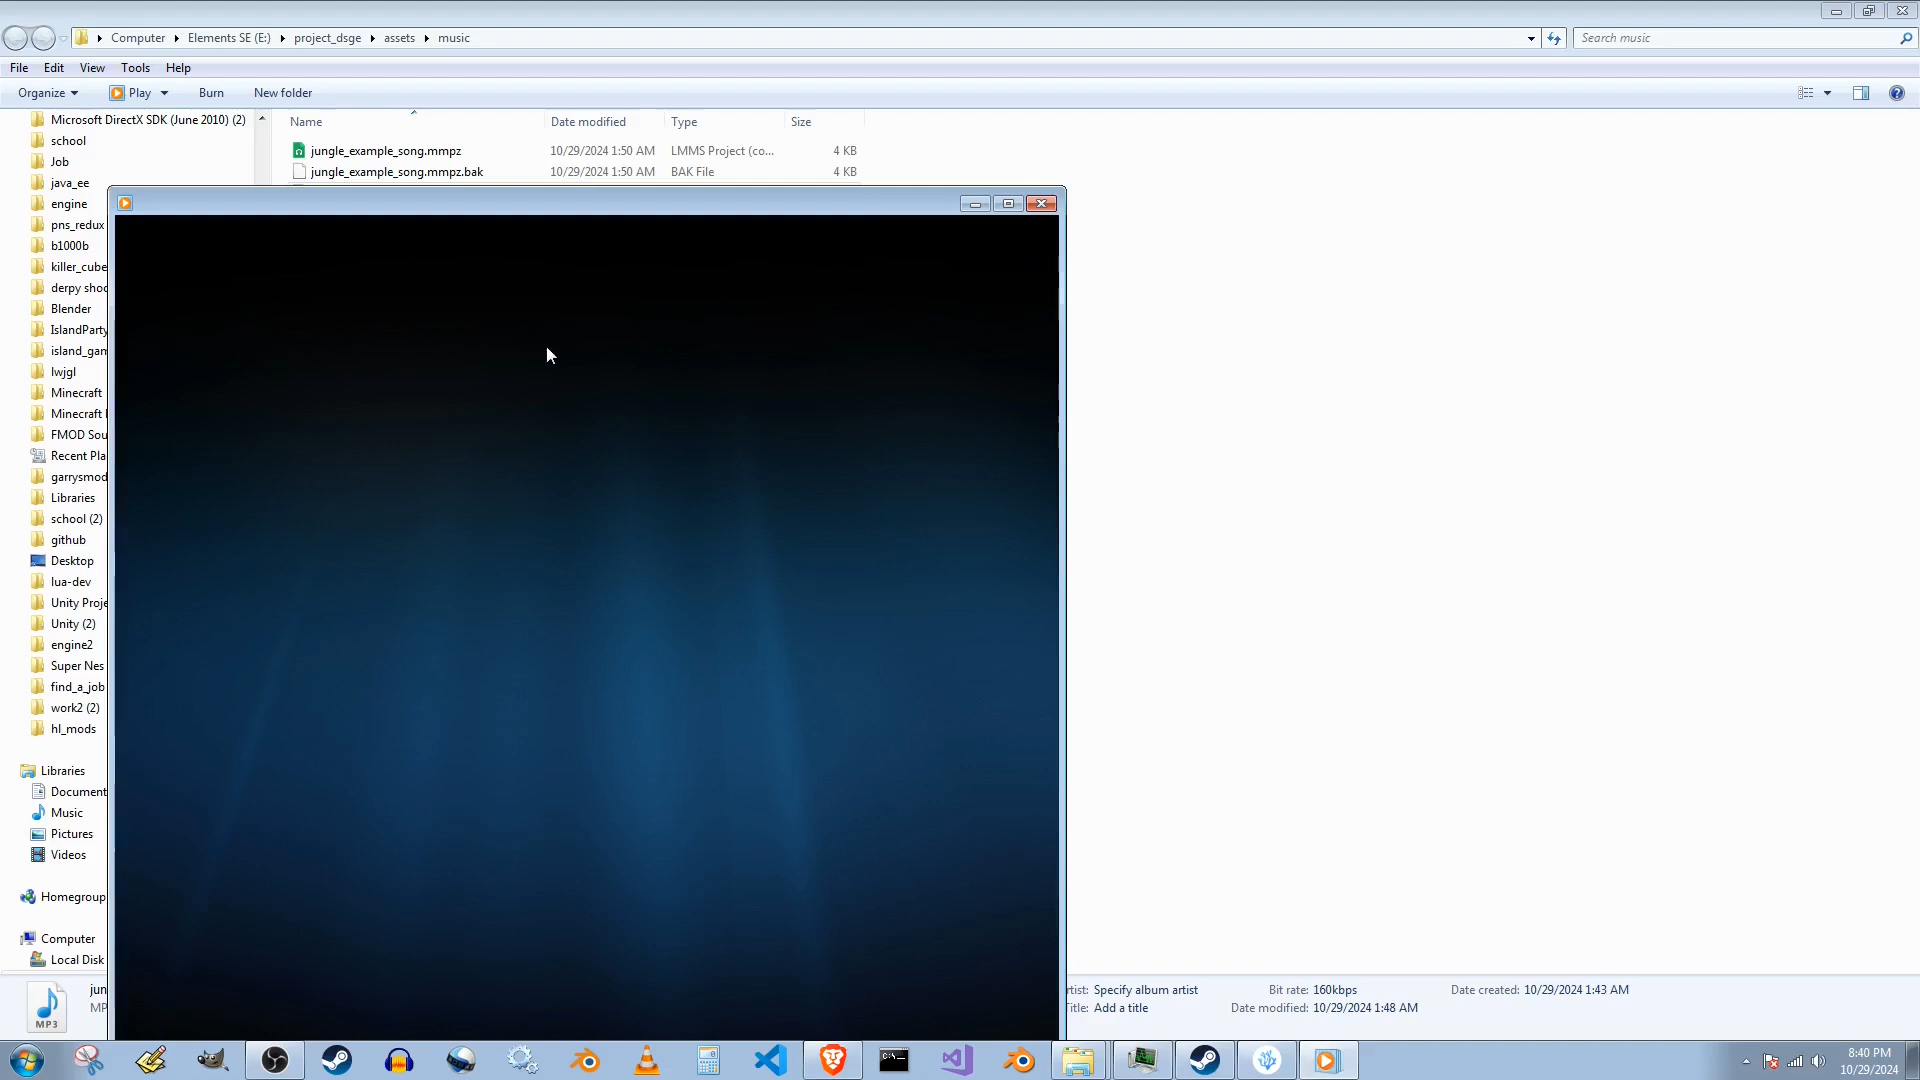 Computer ▸ Elements SE (E:) ▸ project_dsge ▸ assets ▸ music
Search music
File Edit View Tools Help
Organize Play Burn New folder
Name Date modified Type Size
jungle_example_song.mmpz 10/29/2024 1:50 AM LMMS Project (co... 4 KB
jungle_example_song.mmpz.bak 10/29/2024 1:50 AM BAK File 4 KB
Microsoft DirectX SDK (June 2010) (2)
school
Job
java_ee
engine
pns_redux
b1000b
killer_cube
derpy shoo
Blender
IslandParty
island_gam
lwjgl
Minecraft
Minecraft
FMOD Sou
Recent Pla
garrysmod
Libraries
school (2)
github
Desktop
lua-dev
Unity Proje
Unity (2)
engine2
Super Nes
find_a_job
work2 (2)
hl_mods
Libraries
Document
Music
Pictures
Videos
Homegroup
Computer
Local Disk
jun
MP
MP3
rtist: Specify album artist Bit rate: 160kbps Date created: 10/29/2024 1:43 AM
Title: Add a title Date modified: 10/29/2024 1:48 AM
C:\
8:40 PM
10/29/2024